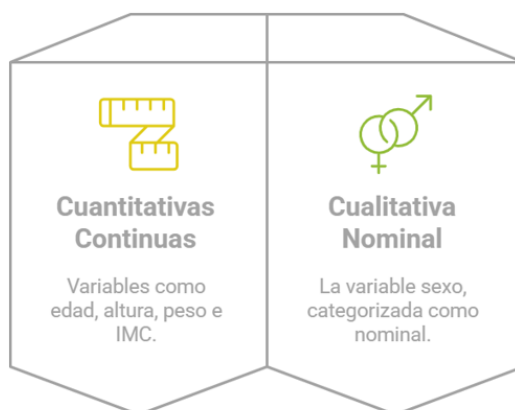 Cuantitativas
Continuas
Variables como
edad, altura, peso e
IMC.
Cualitativa
Nominal
La variable sexo,
categorizada como
nominal.